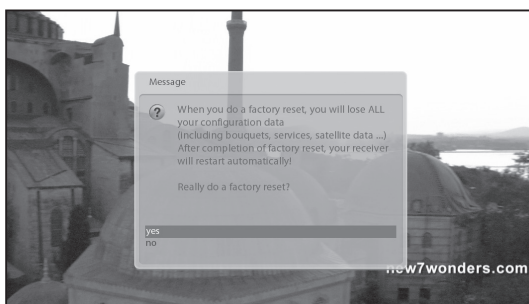 Message
When you do a factory reset, you will lose ALL
your configuration data
(including bouquets, services, satellite data ...)
After completion of factory reset, your receiver
will restart automatically!
Really do a factory reset?
yes
no
new7wonders.com